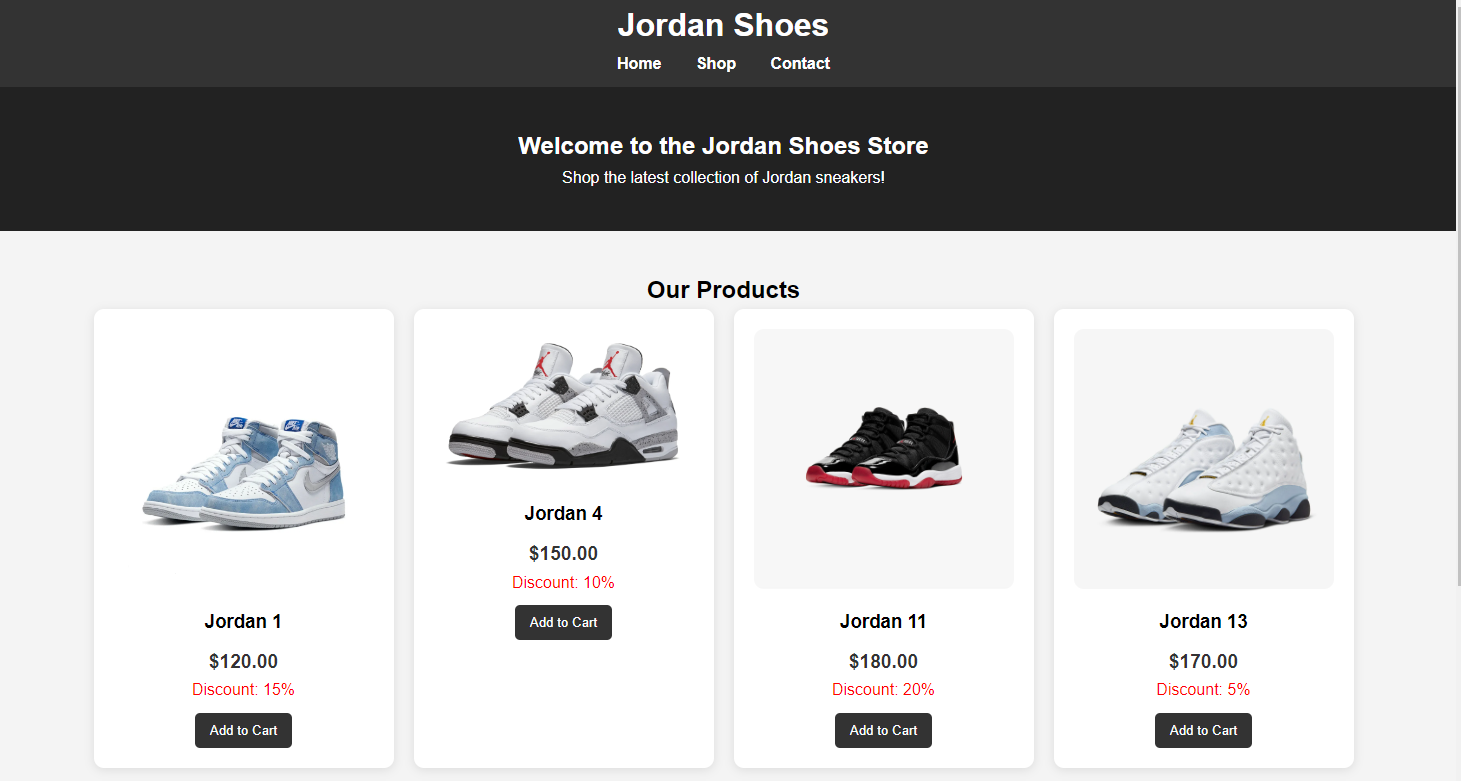 Jordan Shoes
Home Shop Contact
Welcome to the Jordan Shoes Store
Shop the latest collection of Jordan sneakers!
Our Products
Jordan 1
$120.00
Discount: 15%
Add to Cart
Jordan 4
$150.00
Discount: 10%
Add to Cart
Jordan 11
$180.00
Discount: 20%
Add to Cart
Jordan 13
$170.00
Discount: 5%
Add to Cart